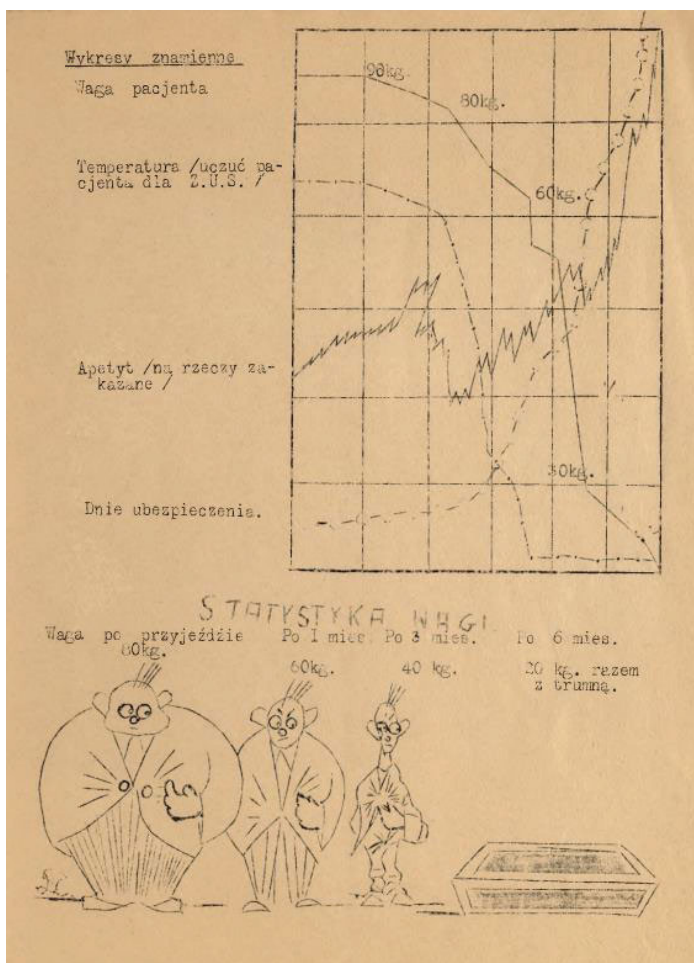 Wykresy znamienne
Waga pacjenta
90kg.
80kg.
Temperatura /uczuć pa-
cjenta dla Z.U.S. /
60kg.
Apetyt /na rzeczy za-
kazane /
30kg.
Dnie ubezpieczenia.
STATYSTYKA WAGI
Waga po przyjeździe Po I mies. Po 3 mies. Po 6 mies.
80kg.
60kg. 40 kg. 20 kg. razem
z trumną.